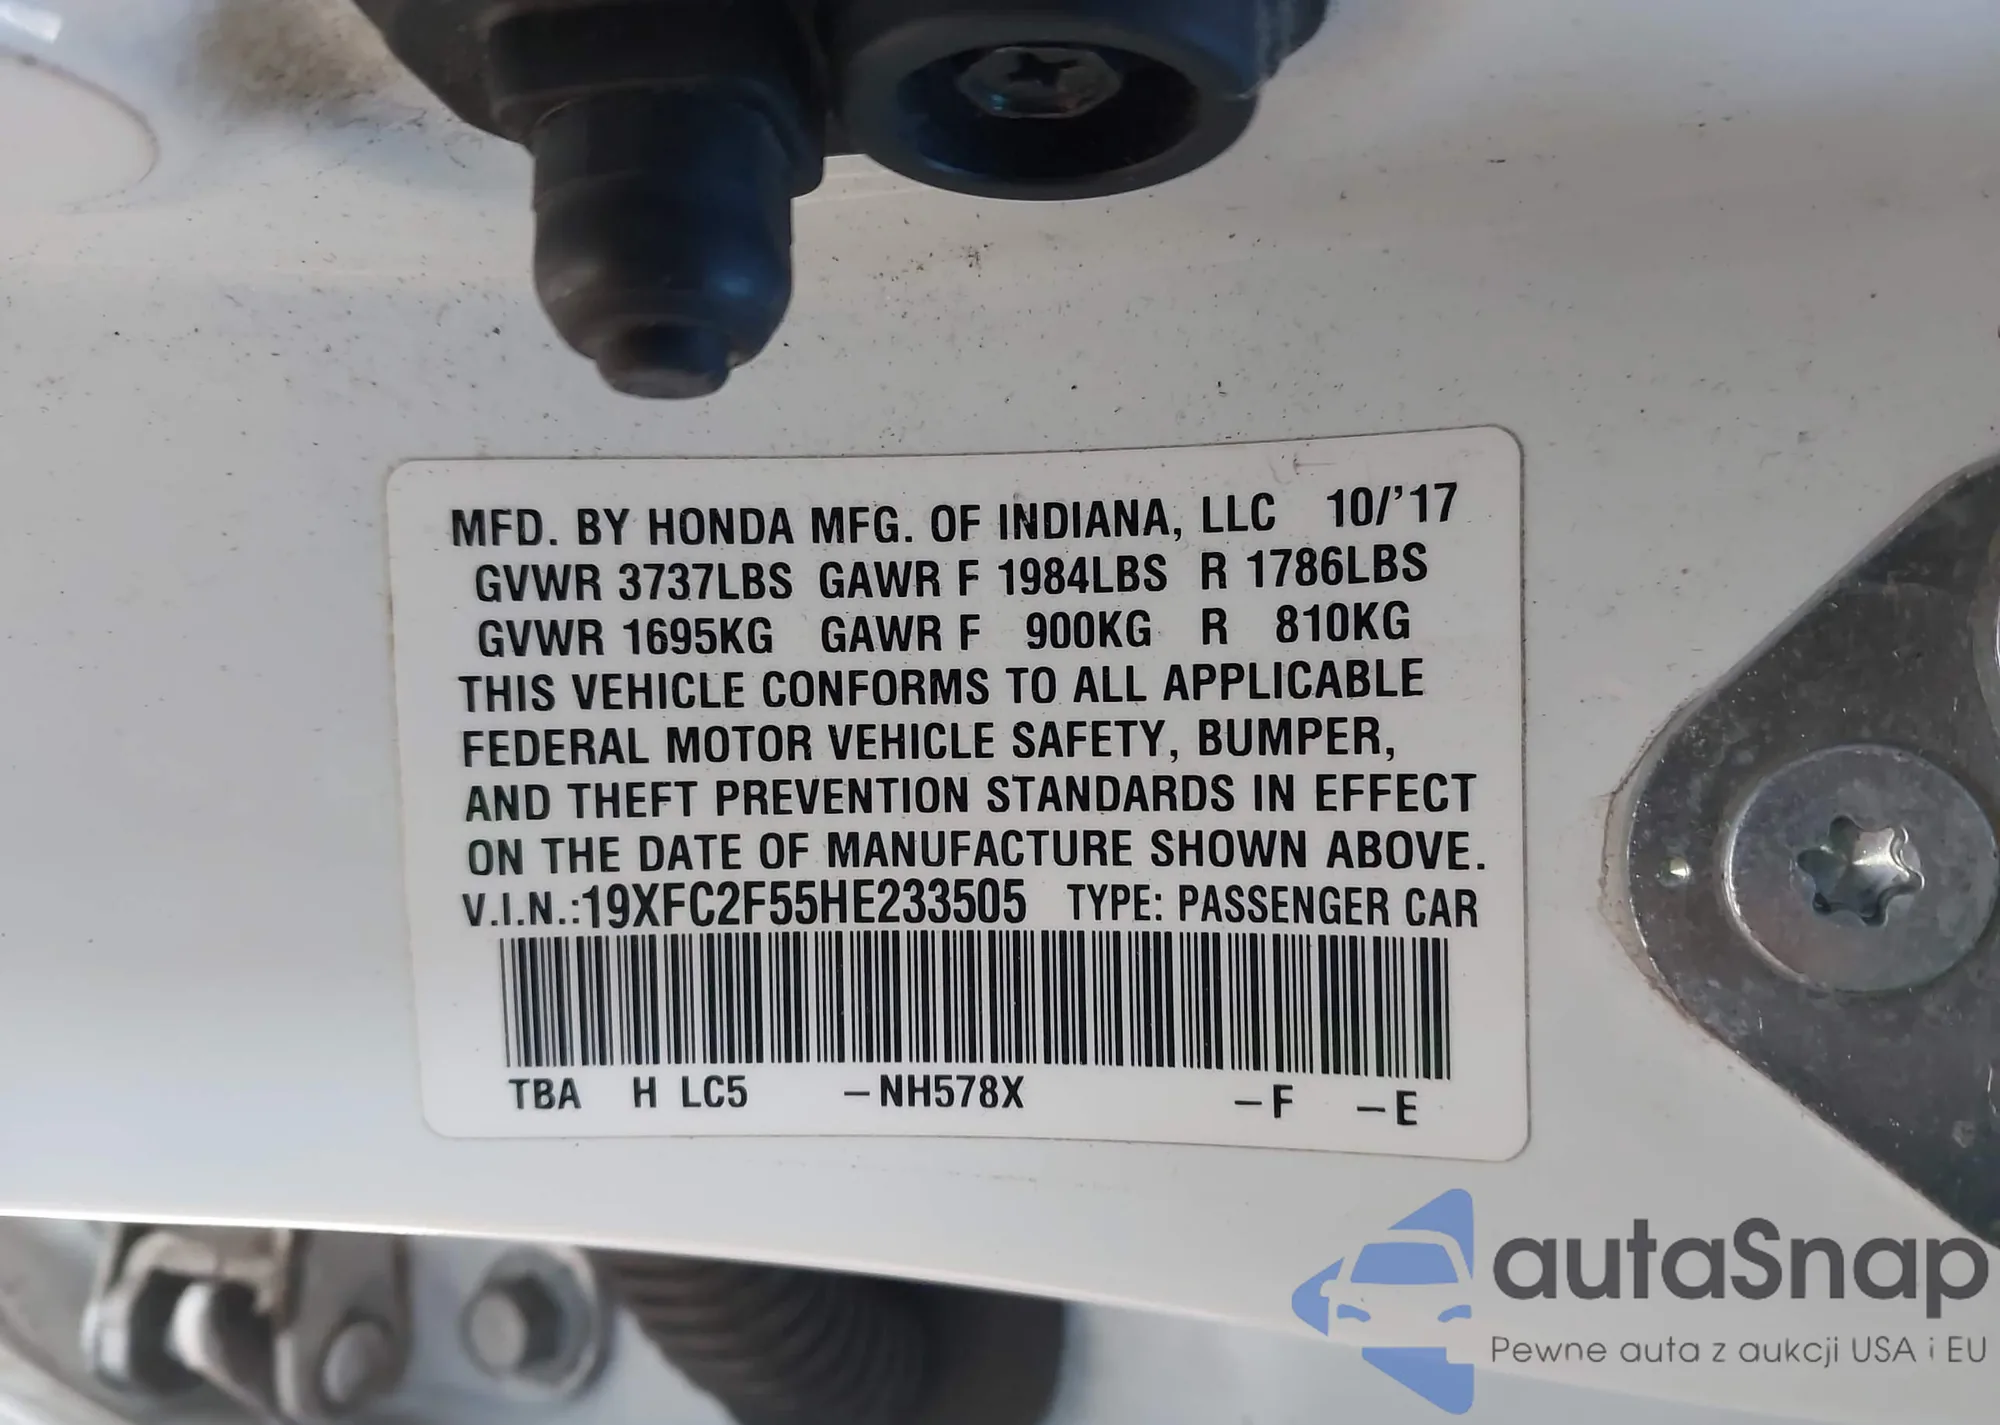 MFD. BY HONDA MFG. OF INDIANA, LLC 10/'17
GVWR 3737LBS GAWR F 1984LBS R 1786LBS
GVWR 1695KG GAWR F 900KG R 810KG
THIS VEHICLE CONFORMS TO ALL APPLICABLE
FEDERAL MOTOR VEHICLE SAFETY, BUMPER,
AND THEFT PREVENTION STANDARDS IN EFFECT
ON THE DATE OF MANUFACTURE SHOWN ABOVE.
V.I.N.:19XFC2F55HE233505 TYPE: PASSENGER CAR
TBA H LC5 –NH578X –F –E
autaSnap
Pewne auta z aukcji USA i EU